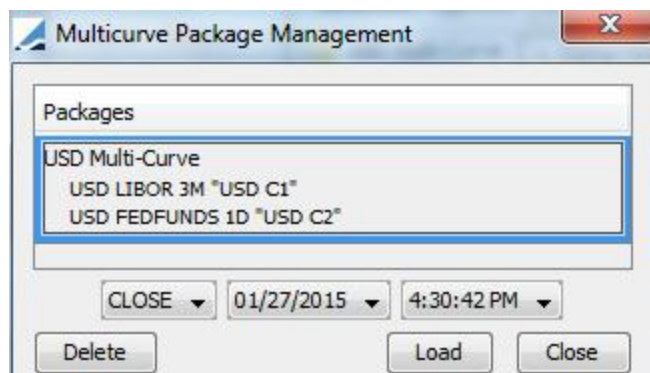 Multicurve Package Management
Packages
USD Multi-Curve
USD LIBOR 3M "USD C1"
USD FEDFUNDS 1D "USD C2"
CLOSE 01/27/2015 4:30:42 PM
Delete Load Close